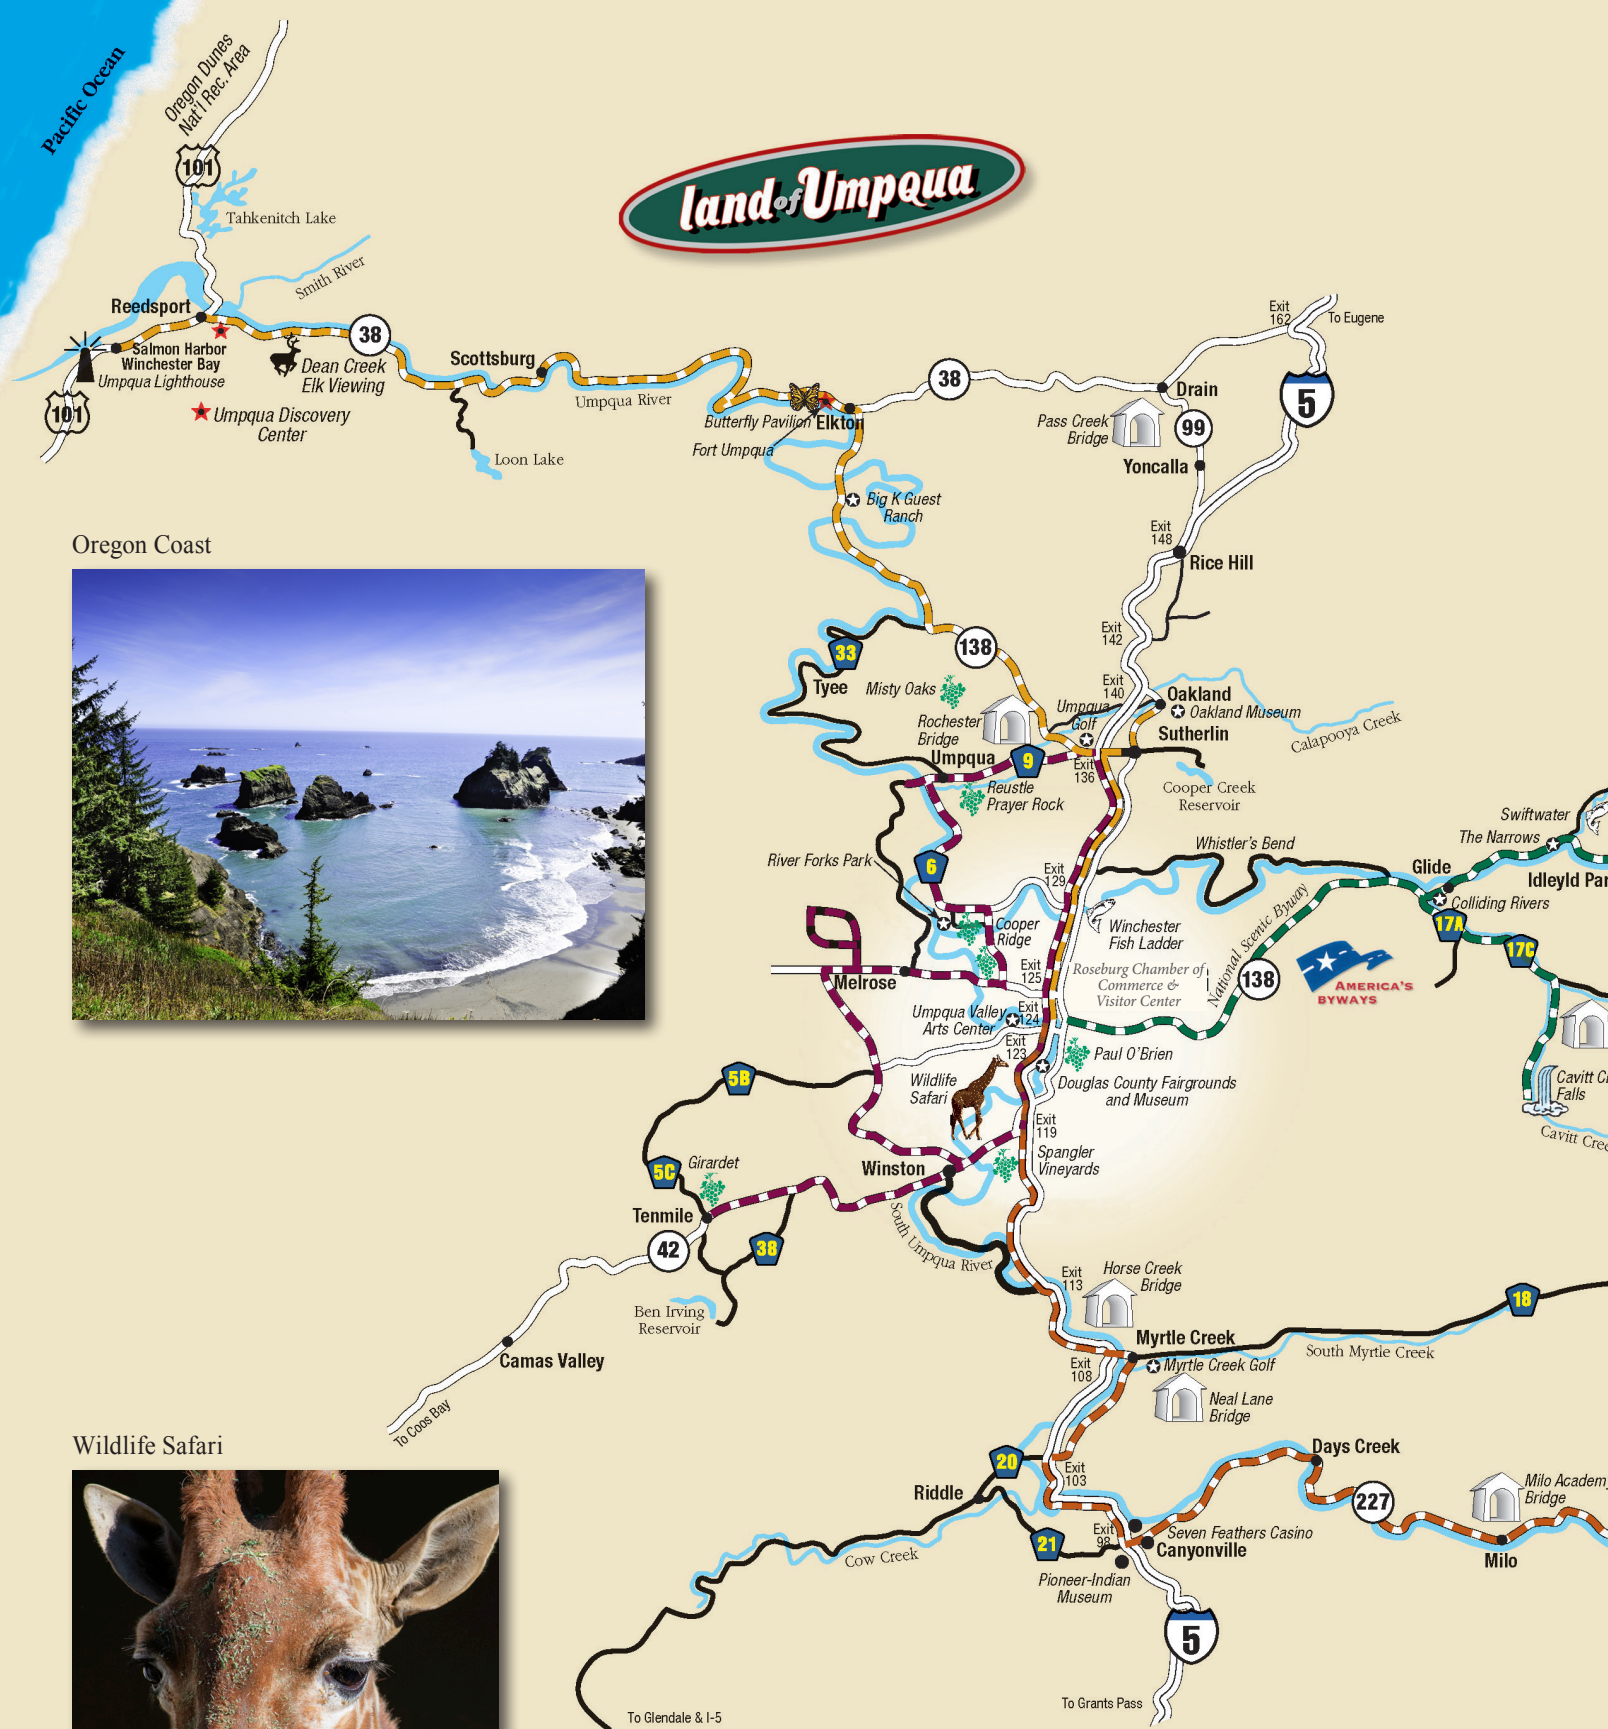 Pacific Ocean
Oregon Dunes
Nat'l Rec. Area
101
Tahkenitch Lake
Smith River
land of Umpqua
Reedsport
Salmon Harbor
Winchester Bay
Umpqua Lighthouse
101
Umpqua Discovery
Center
38
Dean Creek
Elk Viewing
Scottsburg
Umpqua River
Loon Lake
Butterfly Pavilion
Elkton
Fort Umpqua
38
Exit
162
To Eugene
Drain
5
Pass Creek
Bridge
99
Yoncalla
Big K Guest
Ranch
Exit
148
Rice Hill
Oregon Coast
Exit
142
138
33
Tyee
Misty Oaks
Exit
140
Oakland
Oakland Museum
Umpqua
Golf
Rochester
Bridge
Calapooya Creek
Sutherlin
Umpqua
9
Exit
136
Reustle
Prayer Rock
Cooper Creek
Reservoir
Swiftwater
The Narrows
Whistler's Bend
River Forks Park
6
Exit
129
Glide
Idleyld Par
Colliding Rivers
17A
17C
Cooper
Ridge
Winchester
Fish Ladder
National Scenic Byway
138
AMERICA'S
BYWAYS
Exit
125
Roseburg Chamber of
Commerce &
Visitor Center
Melrose
Umpqua Valley
Arts Center
Exit
124
Exit
123
Paul O'Brien
Wildlife
Safari
Douglas County Fairgrounds
and Museum
Cavitt C
Falls
Cavitt Cree
5B
Exit
119
Spangler
Vineyards
5C
Girardet
Winston
Tenmile
42
38
South Umpqua River
Exit
113
Horse Creek
Bridge
Ben Irving
Reservoir
18
Myrtle Creek
South Myrtle Creek
Camas Valley
Exit
108
Myrtle Creek Golf
Neal Lane
Bridge
To Coos Bay
Wildlife Safari
20
Exit
103
Days Creek
Riddle
227
Milo Academ
Bridge
21
Exit
98
Seven Feathers Casino
Canyonville
Cow Creek
Milo
Pioneer-Indian
Museum
5
To Grants Pass
To Glendale & I-5